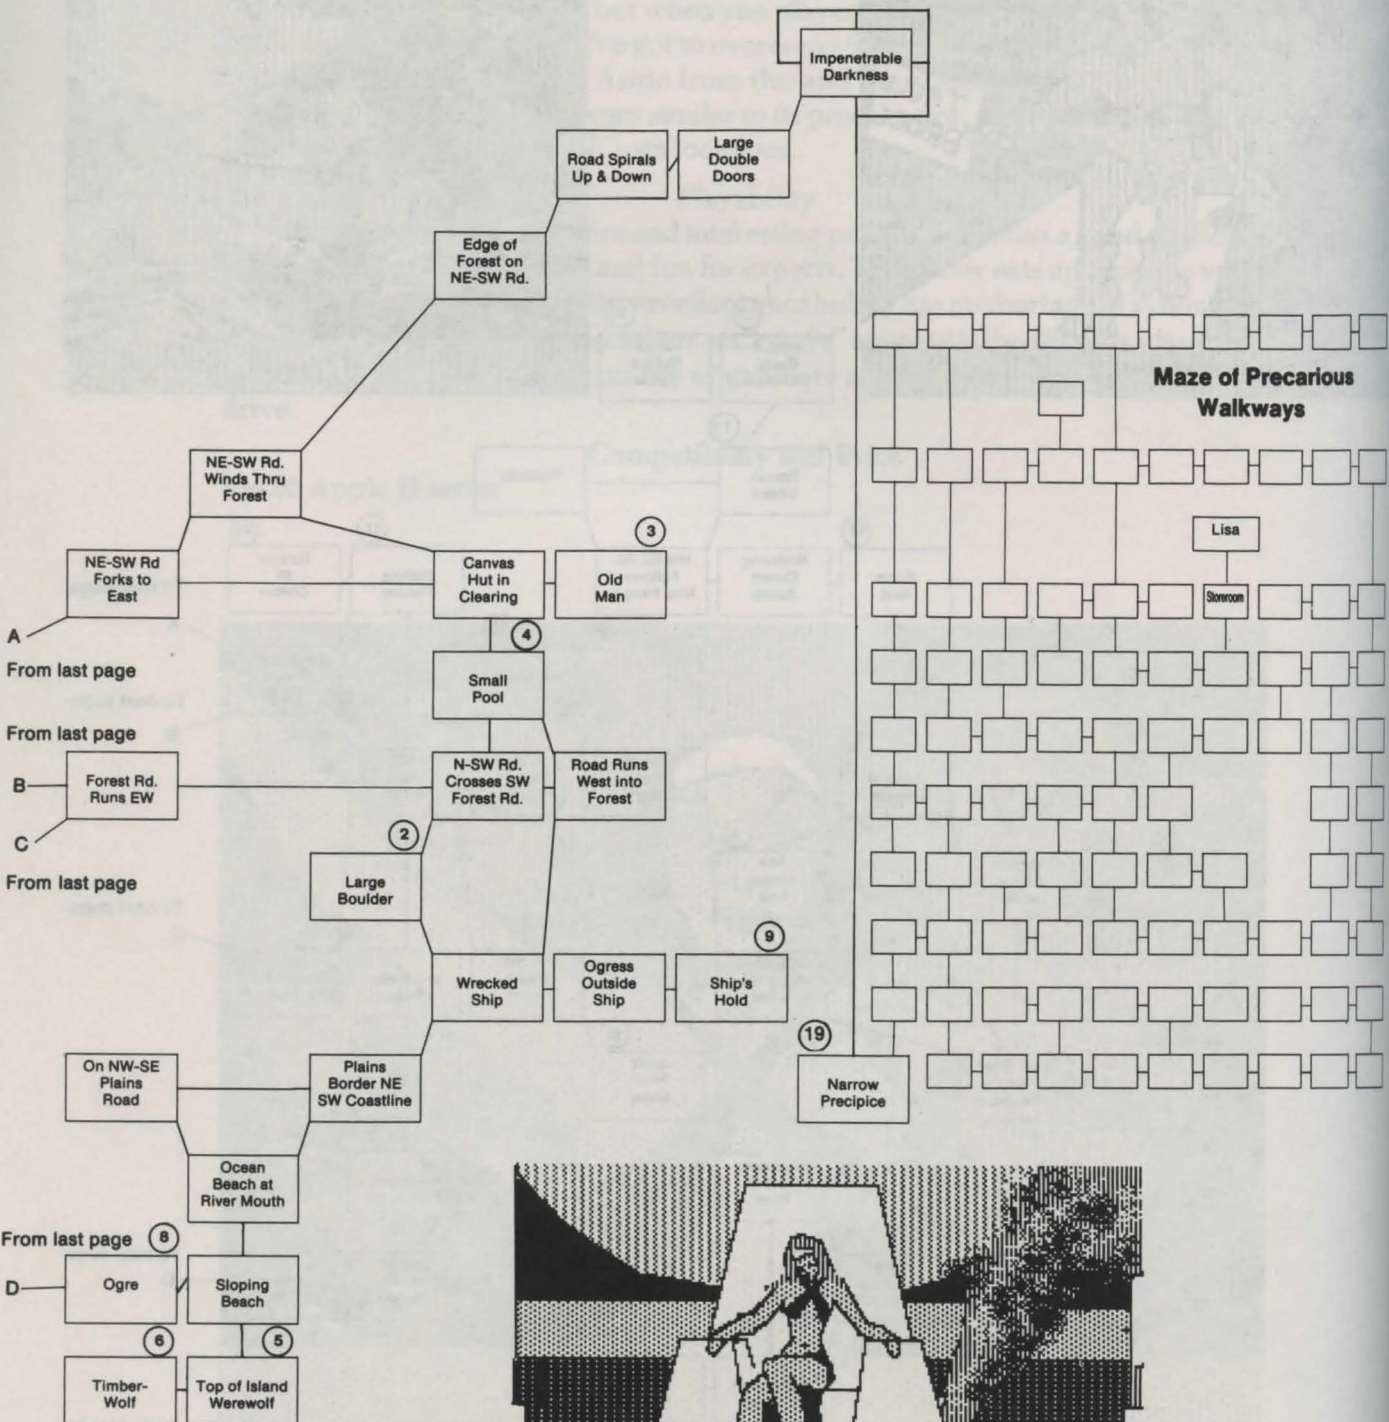 Impenetrable
Darkness
Road Spirals
Up & Down
Large
Double
Doors
Edge of
Forest on
NE-SW Rd.
Maze of Precarious
Walkways
NE-SW Rd.
Winds Thru
Forest
Lisa
Storeroom
NE-SW Rd
Forks to
East
Canvas
Hut in
Clearing
3
Old
Man
A
From last page
4
Small
Pool
From last page
B
Forest Rd.
Runs EW
N-SW Rd.
Crosses SW
Forest Rd.
Road Runs
West into
Forest
C
From last page
2
Large
Boulder
9
Wrecked
Ship
Ogress
Outside
Ship
Ship's
Hold
19
Narrow
Precipice
On NW-SE
Plains
Road
Plains
Border NE
SW Coastline
Ocean
Beach at
River Mouth
From last page
8
D
Ogre
Sloping
Beach
6
5
Timber-
Wolf
Top of Island
Werewolf